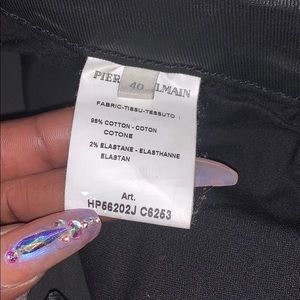 PIER 40 LMAIN
FABRIC-TISSU-TESSUTO :
98% COTTON - COTON
COTONE
2% ELASTANE - ELASTHANNE
ELASTAN
Art.
HP56202J C6253